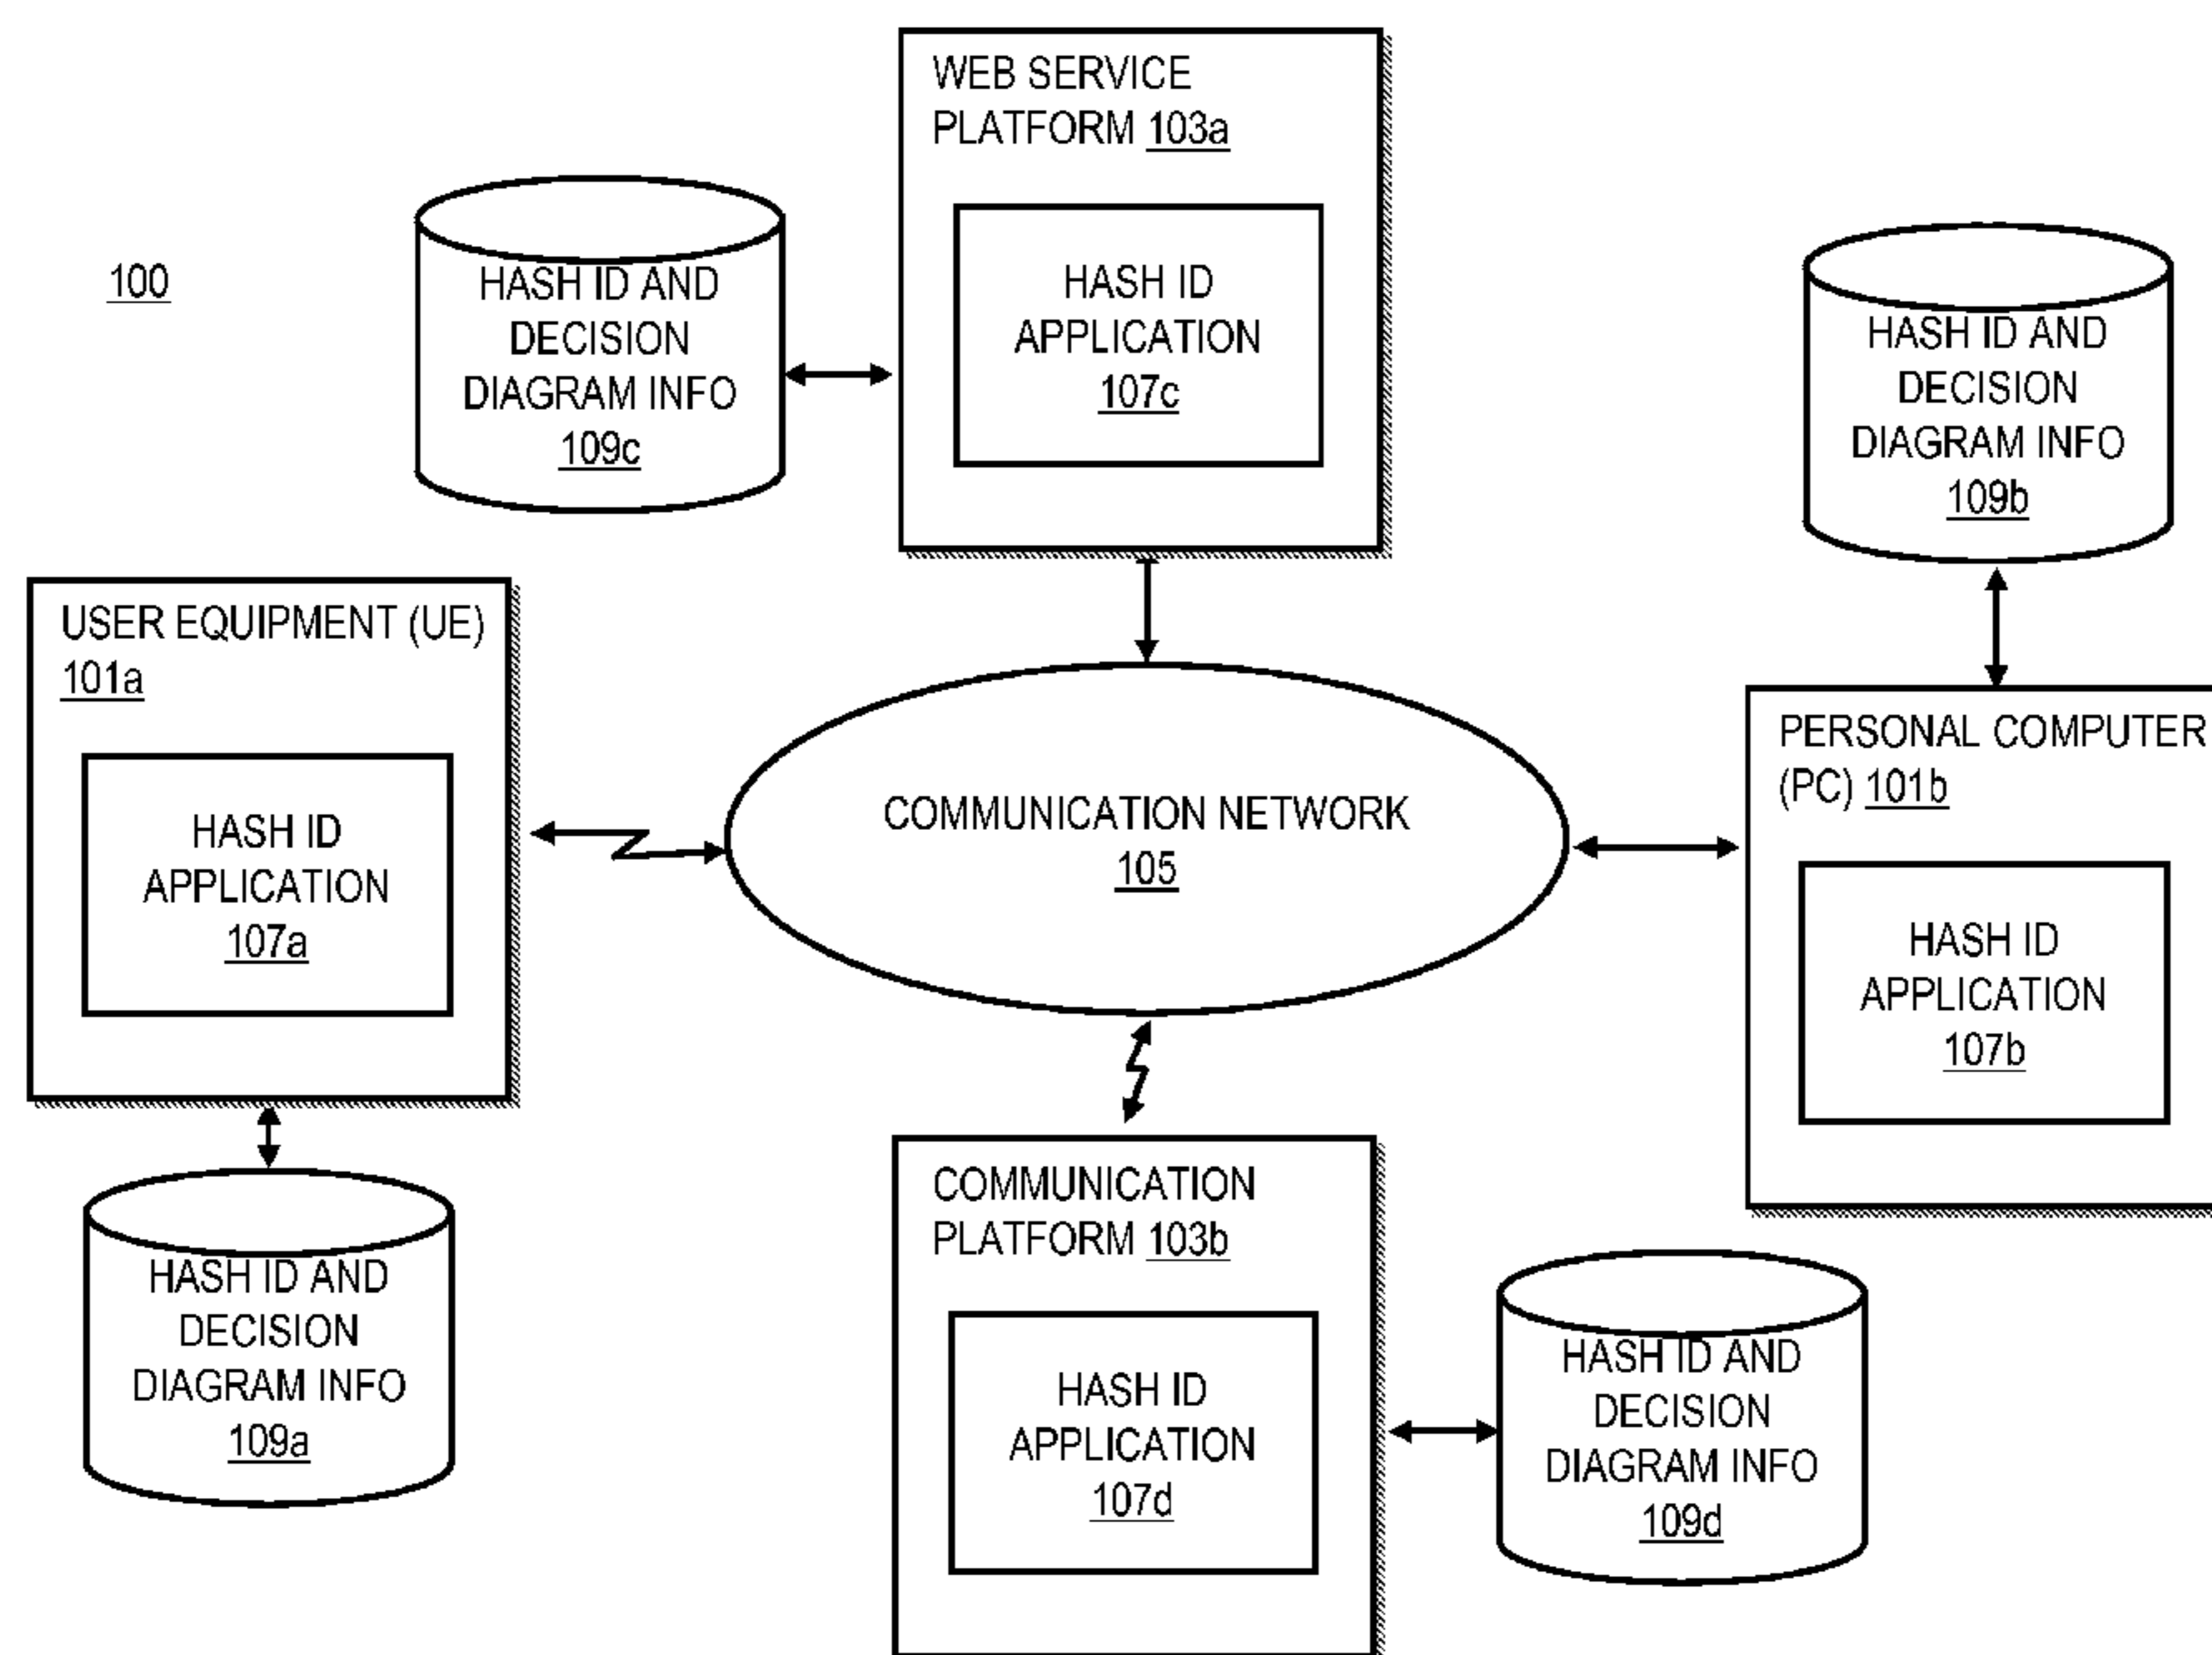 WEB SERVICE
PLATFORM 103a
HASH ID
APPLICATION
107c
HASH ID AND
DECISION
DIAGRAM INFO
109c
100
HASH ID AND
DECISION
DIAGRAM INFO
109b
USER EQUIPMENT (UE)
101a
HASH ID
APPLICATION
107a
COMMUNICATION NETWORK
105
PERSONAL COMPUTER
(PC) 101b
HASH ID
APPLICATION
107b
HASH ID AND
DECISION
DIAGRAM INFO
109a
COMMUNICATION
PLATFORM 103b
HASH ID
APPLICATION
107d
HASH ID AND
DECISION
DIAGRAM INFO
109d